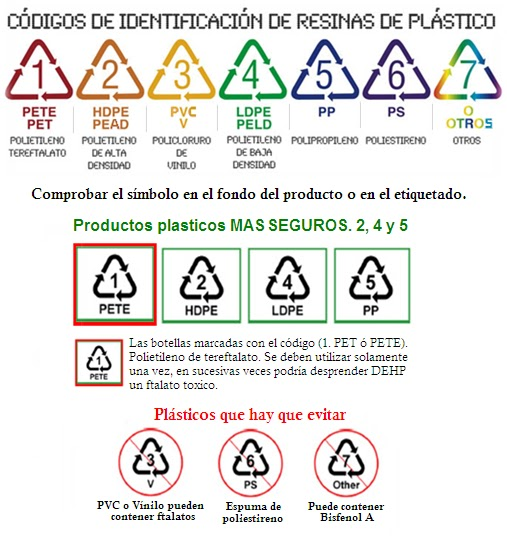 CÓDIGOS DE IDENTIFICACIÓN DE RESINAS DE PLÁSTICO
1 2 3 4 5 6 7
PETE HDPE PVC LDPE PP PS O
PET PEAD V PELD OTROS
POLIETILENO POLIETILENO POLICLORURO POLIETILENO POLIPROPILENO POLIESTIRENO OTROS
TEREFTALATO DE ALTA DE DE BAJA
DENSIDAD VINILO DENSIDAD
Comprobar el símbolo en el fondo del producto o en el etiquetado.
Productos plasticos MAS SEGUROS. 2, 4 y 5
1 2 4 5
PETE HDPE LDPE PP
Las botellas marcadas con el código (1. PET ó PETE).
1 Polietileno de tereftalato. Se deben utilizar solamente
PETE una vez, en sucesivas veces podría desprender DEHP
un ftalato toxico.
Plásticos que hay que evitar
3 6 7
V PS Other
PVC o Vinilo pueden Espuma de Puede contener
contener ftalatos poliestireno Bisfenol A